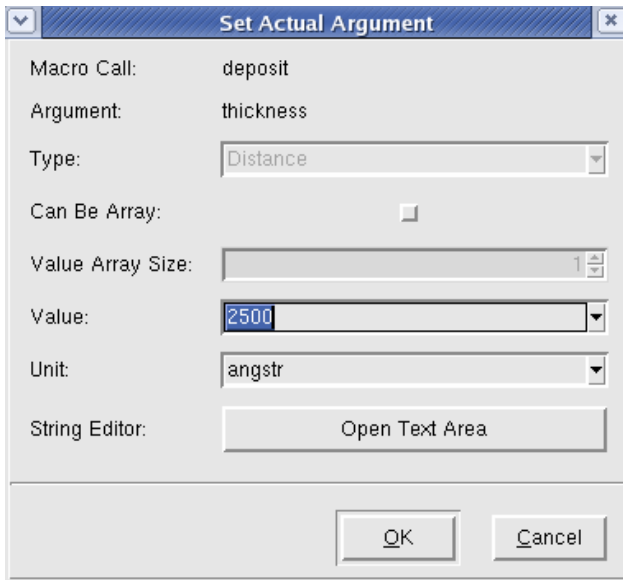 Set Actual Argument
Macro Call: deposit
Argument: thickness
Type: Distance
Can Be Array:
Value Array Size: 1
Value: 2500
Unit: angstr
String Editor: Open Text Area
OK Cancel